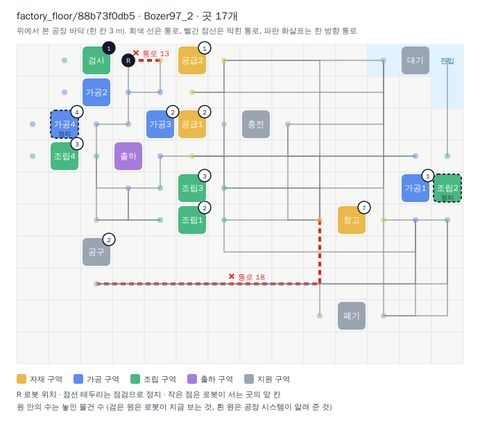 factory_floor/88b73f0db5 · Bozer97_2 · 곳 17개
위에서 본 공장 바닥 (한 칸 3 m). 회색 선은 통로, 빨간 점선은 막힌 통로, 파란 화살표는 한 방향 통로
검사 1
R
✕ 통로 13
공급2 1
대기
진입
가공2
가공4 4
정지
가공3 2
공급1 2
충전
조립4 3
출하
조립3 3
가공1 1
조립2
정지
조립1 2
창고 7
공구 2
✕ 통로 18
폐기
자재 구역
가공 구역
조립 구역
출하 구역
지원 구역
R 로봇 위치 · 점선 테두리는 점검으로 정지 · 작은 점은 로봇이 서는 곳의 앞 칸
원 안의 수는 놓인 물건 수 (검은 원은 로봇이 지금 보는 것, 흰 원은 공장 시스템이 알려 준 것)